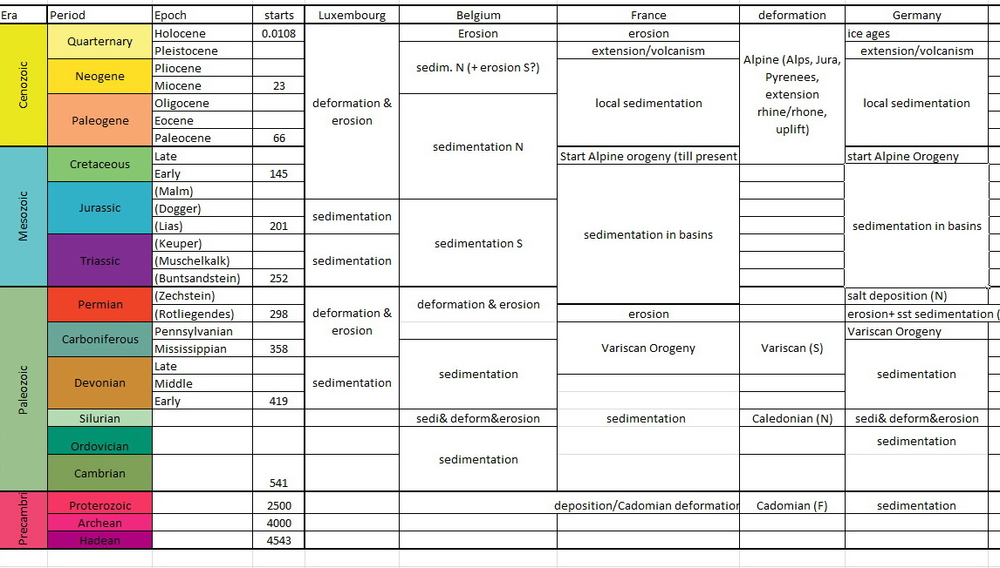 Era Period Epoch starts Luxembourg Belgium France deformation Germany
Cenozoic
Quarternary
Holocene 0.0108
Pleistocene
Neogene
Pliocene
Miocene 23
Paleogene
Oligocene
Eocene
Paleocene 66
Mesozoic
Cretaceous
Late
Early 145
Jurassic
(Malm)
(Dogger)
(Lias) 201
Triassic
(Keuper)
(Muschelkalk)
(Buntsandstein) 252
Paleozoic
Permian
(Zechstein)
(Rotliegendes) 298
Carboniferous
Pennsylvanian
Mississippian 358
Devonian
Late
Middle
Early 419
Silurian
Ordovician
Cambrian
541
Precambri
Proterozoic 2500
Archean 4000
Hadean 4543
deformation &
erosion
sedimentation
sedimentation
deformation &
erosion
sedimentation
Erosion
sedim. N (+ erosion S?)
sedimentation N
sedimentation S
deformation & erosion
sedimentation
sedi& deform&erosion
sedimentation
erosion
extension/volcanism
local sedimentation
Start Alpine orogeny (till present
sedimentation in basins
erosion
Variscan Orogeny
sedimentation
deposition/Cadomian deformation
Alpine (Alps, Jura,
Pyrenees,
extension
rhine/rhone,
uplift)
Variscan (S)
Caledonian (N)
Cadomian (F)
ice ages
extension/volcanism
local sedimentation
start Alpine Orogeny
sedimentation in basins
salt deposition (N)
erosion+ sst sedimentation (
Variscan Orogeny
sedimentation
sedi& deform&erosion
sedimentation
sedimentation